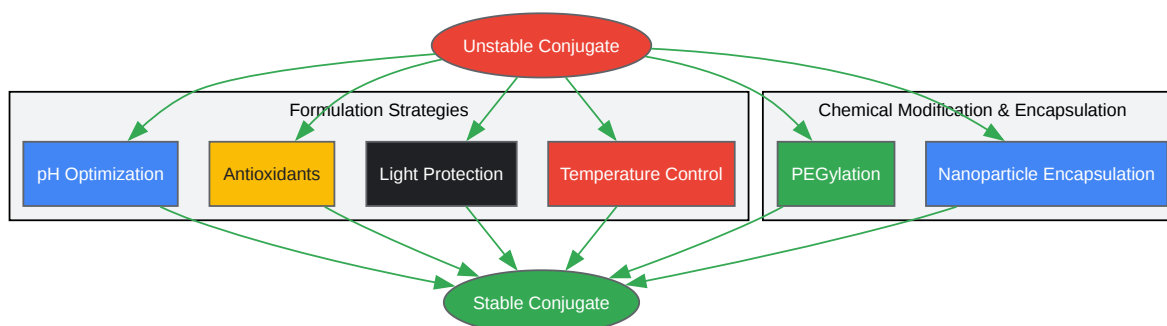 Unstable Conjugate
Formulation Strategies
Chemical Modification & Encapsulation
pH Optimization
Antioxidants
Light Protection
Temperature Control
PEGylation
Nanoparticle Encapsulation
Stable Conjugate